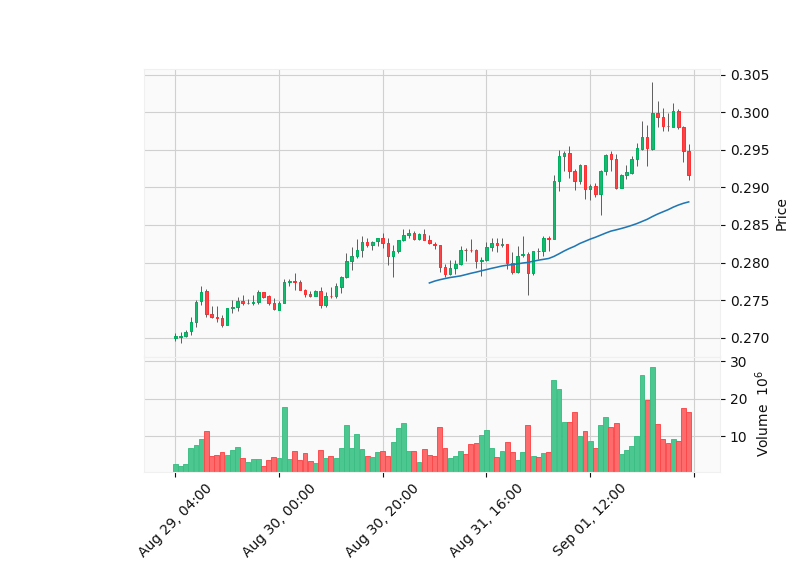 0.305
0.300
0.295
0.290
0.285
0.280
0.275
0.270
Price
30
20
10
Volume 10⁶
Aug 29, 04:00
Aug 30, 00:00
Aug 30, 20:00
Aug 31, 16:00
Sep 01, 12:00